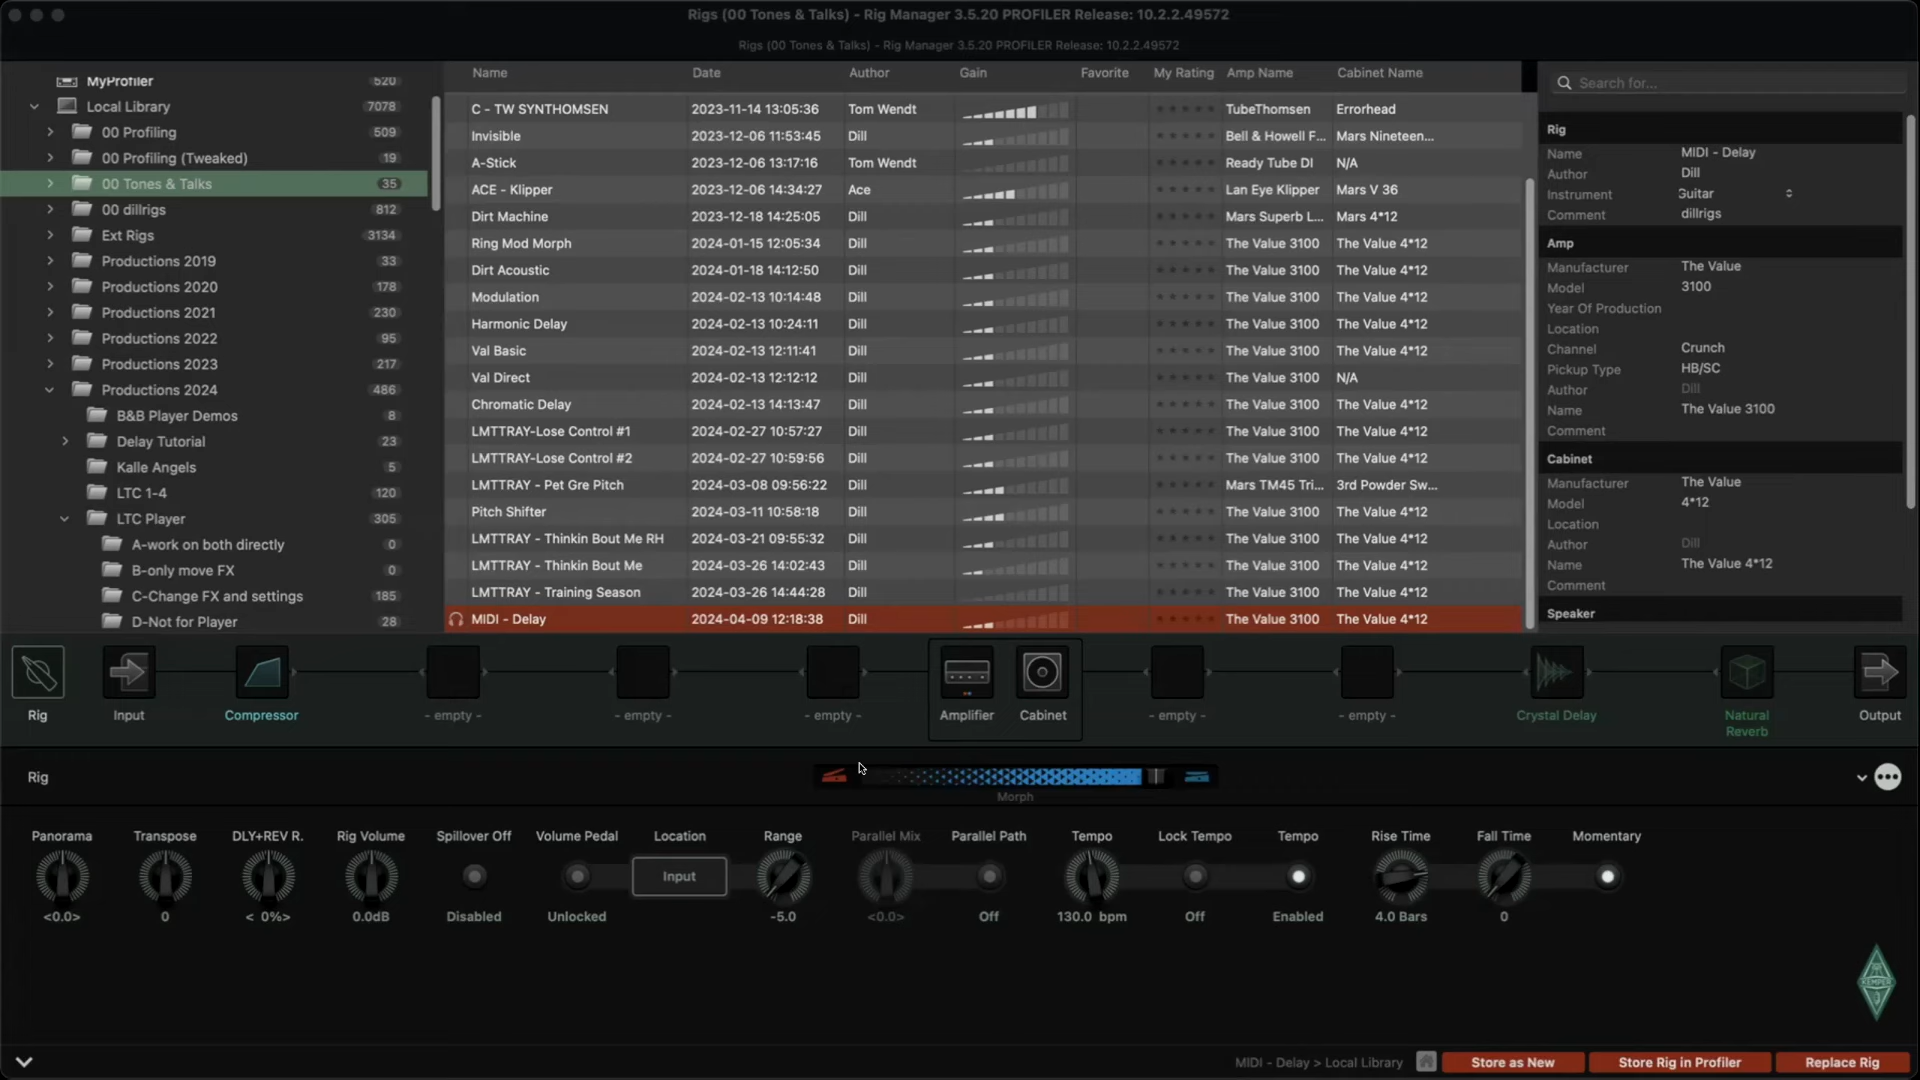 Rigs (00 Tones & Talks) - Rig Manager 3.5.20 PROFILER Release: 10.2.2.49572
Rigs (00 Tones & Talks) - Rig Manager 3.5.20 PROFILER Release: 10.2.2.49572
MyProfiler 520
Local Library 7078
00 Profiling 509
00 Profiling (Tweaked) 19
00 Tones & Talks 35
00 dillrigs 812
Ext Rigs 3134
Productions 2019 33
Productions 2020 178
Productions 2021 230
Productions 2022 95
Productions 2023 217
Productions 2024 486
B&B Player Demos 8
Delay Tutorial 23
Kalle Angels 5
LTC 1-4 120
LTC Player 305
A-work on both directly 0
B-only move FX 0
C-Change FX and settings 185
D-Not for Player 28
Name Date Author Gain Favorite My Rating Amp Name Cabinet Name
C - TW SYNTHOMSEN 2023-11-14 13:05:36 Tom Wendt TubeThomsen Errorhead
Invisible 2023-12-06 11:53:45 Dill Bell & Howell F... Mars Nineteen...
A-Stick 2023-12-06 13:17:16 Tom Wendt Ready Tube DI N/A
ACE - Klipper 2023-12-06 14:34:27 Ace Lan Eye Klipper Mars V 36
Dirt Machine 2023-12-18 14:25:05 Dill Mars Superb L... Mars 4*12
Ring Mod Morph 2024-01-15 12:05:34 Dill The Value 3100 The Value 4*12
Dirt Acoustic 2024-01-18 14:12:50 Dill The Value 3100 The Value 4*12
Modulation 2024-02-13 10:14:48 Dill The Value 3100 The Value 4*12
Harmonic Delay 2024-02-13 10:24:11 Dill The Value 3100 The Value 4*12
Val Basic 2024-02-13 12:11:41 Dill The Value 3100 The Value 4*12
Val Direct 2024-02-13 12:12:12 Dill The Value 3100 N/A
Chromatic Delay 2024-02-13 14:13:47 Dill The Value 3100 The Value 4*12
LMTTRAY-Lose Control #1 2024-02-27 10:57:27 Dill The Value 3100 The Value 4*12
LMTTRAY-Lose Control #2 2024-02-27 10:59:56 Dill The Value 3100 The Value 4*12
LMTTRAY - Pet Gre Pitch 2024-03-08 09:56:22 Dill Mars TM45 Tri... 3rd Powder Sw...
Pitch Shifter 2024-03-11 10:58:18 Dill The Value 3100 The Value 4*12
LMTTRAY - Thinkin Bout Me RH 2024-03-21 09:55:32 Dill The Value 3100 The Value 4*12
LMTTRAY - Thinkin Bout Me 2024-03-26 14:02:43 Dill The Value 3100 The Value 4*12
LMTTRAY - Training Season 2024-03-26 14:44:28 Dill The Value 3100 The Value 4*12
MIDI - Delay 2024-04-09 12:18:38 Dill The Value 3100 The Value 4*12
Search for...
Rig
Name MIDI - Delay
Author Dill
Instrument Guitar
Comment dillrigs
Amp
Manufacturer The Value
Model 3100
Year Of Production
Location
Channel Crunch
Pickup Type HB/SC
Author Dill
Name The Value 3100
Comment
Cabinet
Manufacturer The Value
Model 4*12
Location
Author Dill
Name The Value 4*12
Comment
Speaker
Rig Input Compressor - empty - - empty - - empty - Amplifier Cabinet - empty - - empty - Crystal Delay Natural Reverb Output
Rig
Morph
Panorama Transpose DLY+REV R. Rig Volume Spillover Off Volume Pedal Location Range Parallel Mix Parallel Path Tempo Lock Tempo Tempo Rise Time Fall Time Momentary
Input
<0.0> 0 < 0%> 0.0dB Disabled Unlocked -5.0 <0.0> Off 130.0 bpm Off Enabled 4.0 Bars 0
KEMPER
MIDI - Delay > Local Library Store as New Store Rig in Profiler Replace Rig